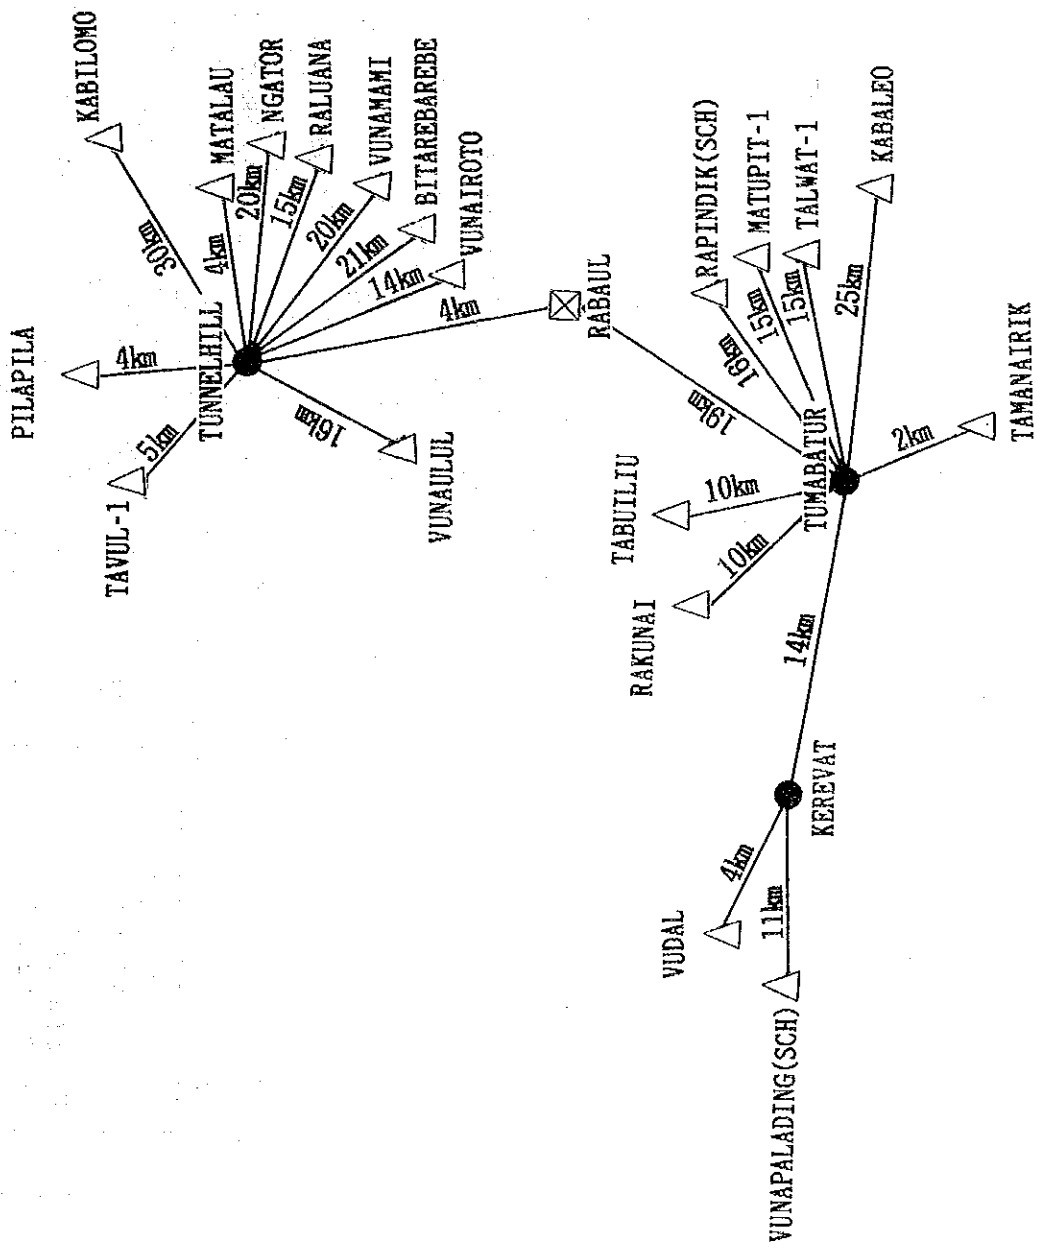 PILAPILA
KABILOMO
4km
30km
TAVUL-1
5km
TUNNELHILL
MATALAU
4km
NGATOR
20km
RALUANA
15km
VUNAMAMI
20km
BITAREBAREBE
21km
VUNAIROTO
14km
16km
VUNAULUL
4km
RABAUL
19km
RAPINDIK(SCH)
16km
MATUPIT-1
15km
TALWAT-1
15km
KABALEO
25km
TABUILIU
10km
RAKUNAI
10km
TUMABATUR
2km
TAMANAIRIK
14km
KEREVAT
VUDAL
4km
11km
VUNAPALADING(SCH)